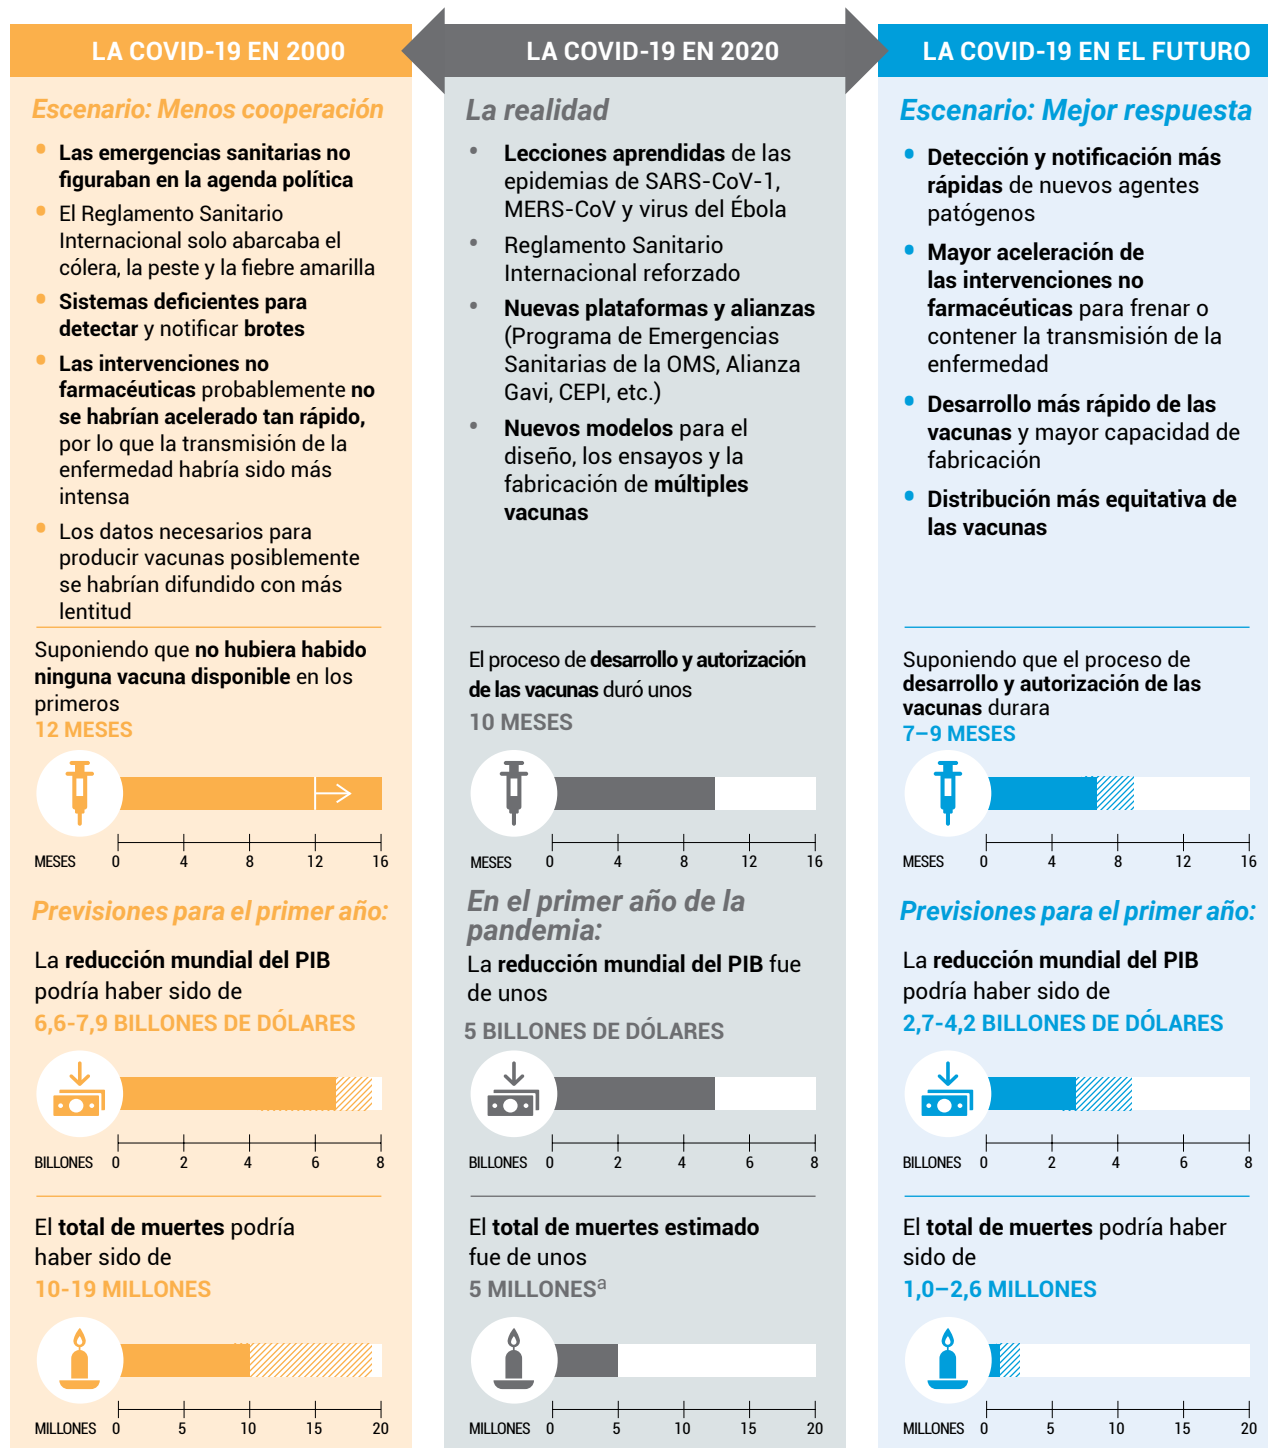 LA COVID-19 EN 2000
Escenario: Menos cooperación
• Las emergencias sanitarias no
figuraban en la agenda política
• El Reglamento Sanitario
Internacional solo abarcaba el
cólera, la peste y la fiebre amarilla
• Sistemas deficientes para
detectar y notificar brotes
• Las intervenciones no
farmacéuticas probablemente no
se habrían acelerado tan rápido,
por lo que la transmisión de la
enfermedad habría sido más
intensa
• Los datos necesarios para
producir vacunas posiblemente
se habrían difundido con más
lentitud
Suponiendo que no hubiera habido
ninguna vacuna disponible en los
primeros
12 MESES
MESES 0 4 8 12 16
Previsiones para el primer año:
La reducción mundial del PIB
podría haber sido de
6,6-7,9 BILLONES DE DÓLARES
BILLONES 0 2 4 6 8
El total de muertes podría
haber sido de
10-19 MILLONES
MILLONES 0 5 10 15 20
LA COVID-19 EN 2020
La realidad
• Lecciones aprendidas de las
epidemias de SARS-CoV-1,
MERS-CoV y virus del Ébola
• Reglamento Sanitario
Internacional reforzado
• Nuevas plataformas y alianzas
(Programa de Emergencias
Sanitarias de la OMS, Alianza
Gavi, CEPI, etc.)
• Nuevos modelos para el
diseño, los ensayos y la
fabricación de múltiples
vacunas
El proceso de desarrollo y autorización
de las vacunas duró unos
10 MESES
MESES 0 4 8 12 16
En el primer año de la
pandemia:
La reducción mundial del PIB fue
de unos
5 BILLONES DE DÓLARES
BILLONES 0 2 4 6 8
El total de muertes estimado
fue de unos
5 MILLONESª
MILLONES 0 5 10 15 20
LA COVID-19 EN EL FUTURO
Escenario: Mejor respuesta
• Detección y notificación más
rápidas de nuevos agentes
patógenos
• Mayor aceleración de
las intervenciones no
farmacéuticas para frenar o
contener la transmisión de la
enfermedad
• Desarrollo más rápido de las
vacunas y mayor capacidad de
fabricación
• Distribución más equitativa de
las vacunas
Suponiendo que el proceso de
desarrollo y autorización de las
vacunas durara
7–9 MESES
MESES 0 4 8 12 16
Previsiones para el primer año:
La reducción mundial del PIB
podría haber sido de
2,7-4,2 BILLONES DE DÓLARES
BILLONES 0 2 4 6 8
El total de muertes podría haber
sido de
1,0–2,6 MILLONES
MILLONES 0 5 10 15 20